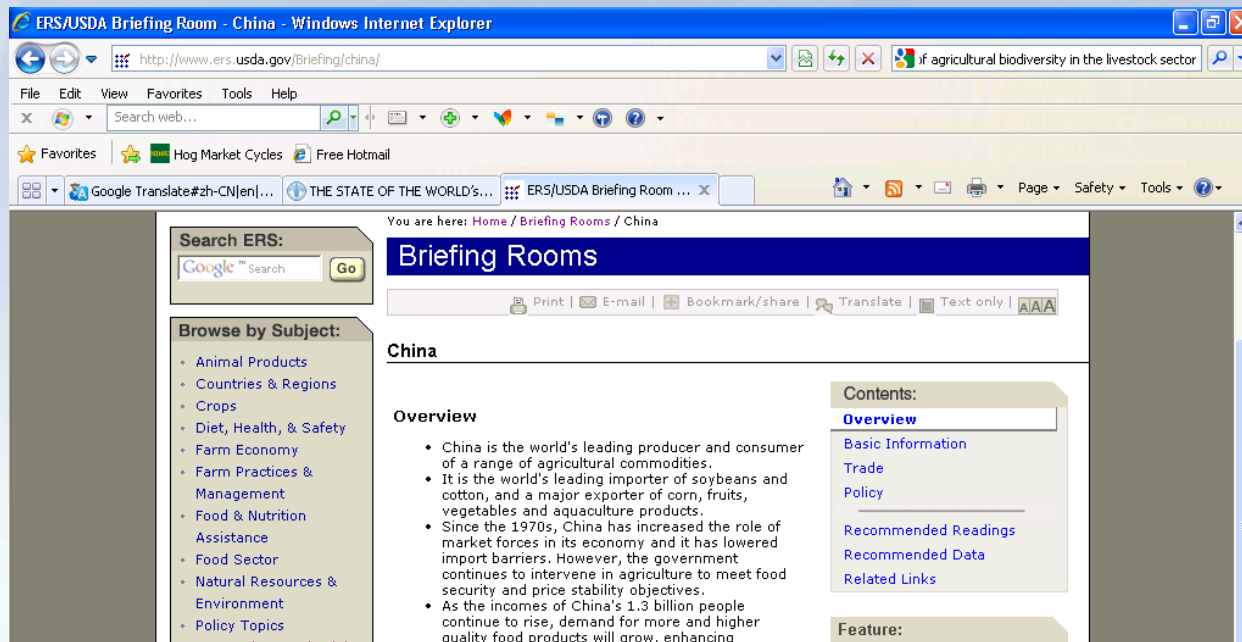 ERS/USDA Briefing Room - China - Windows Internet Explorer
http://www.ers.usda.gov/Briefing/china/
of agricultural biodiversity in the livestock sector
File Edit View Favorites Tools Help
X Search web...
Favorites Hog Market Cycles Free Hotmail
Google Translate#zh-CN|en|... THE STATE OF THE WORLD's... ERS/USDA Briefing Room ... X Page Safety Tools
You are here: Home / Briefing Rooms / China
Search ERS:
Google™ Search Go
Browse by Subject:
Animal Products
Countries & Regions
Crops
Diet, Health, & Safety
Farm Economy
Farm Practices &
Management
Food & Nutrition
Assistance
Food Sector
Natural Resources &
Environment
Policy Topics
Briefing Rooms
Print | E-mail | Bookmark/share | Translate | Text only | AAA
China
Overview
• China is the world's leading producer and consumer
of a range of agricultural commodities.
• It is the world's leading importer of soybeans and
cotton, and a major exporter of corn, fruits,
vegetables and aquaculture products.
• Since the 1970s, China has increased the role of
market forces in its economy and it has lowered
import barriers. However, the government
continues to intervene in agriculture to meet food
security and price stability objectives.
• As the incomes of China's 1.3 billion people
continue to rise, demand for more and higher
quality food products will grow, enhancing
Contents:
Overview
Basic Information
Trade
Policy
Recommended Readings
Recommended Data
Related Links
Feature: